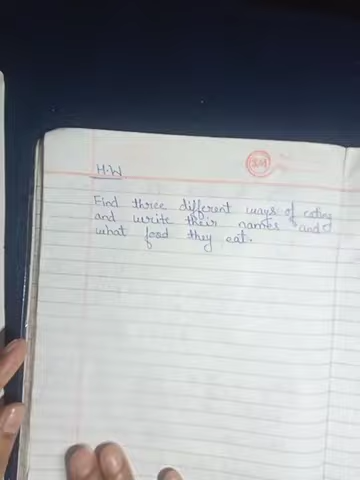 H.W
Find three different ways of eating
and write their names and
what food they eat.